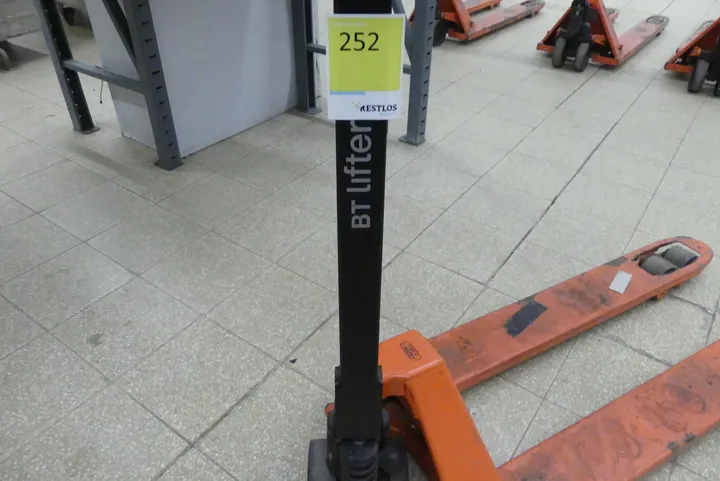 252
RESTLOS
BT lifter